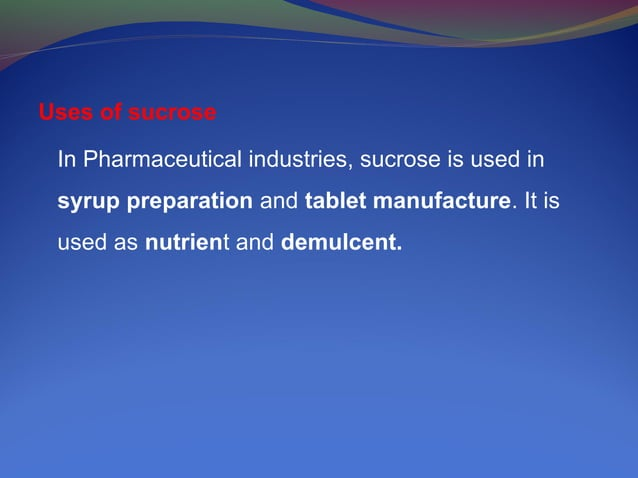 Uses of sucrose
In Pharmaceutical industries, sucrose is used in
syrup preparation and tablet manufacture. It is
used as nutrient and demulcent.